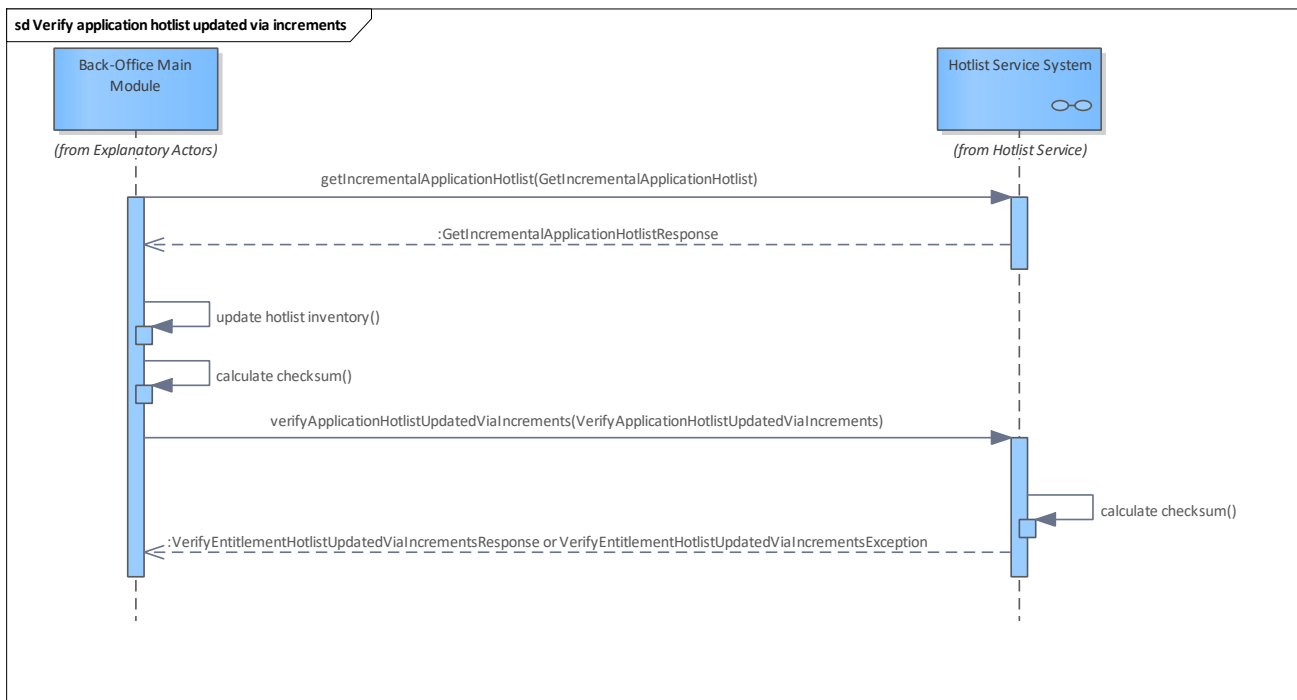 sd Verify application hotlist updated via increments
Back-Office Main
Module
Hotlist Service System
(from Explanatory Actors)
(from Hotlist Service)
getIncrementalApplicationHotlist(GetIncrementalApplicationHotlist)
:GetIncrementalApplicationHotlistResponse
update hotlist inventory()
calculate checksum()
verifyApplicationHotlistUpdatedViaIncrements(VerifyApplicationHotlistUpdatedViaIncrements)
calculate checksum()
:VerifyEntitlementHotlistUpdatedViaIncrementsResponse or VerifyEntitlementHotlistUpdatedViaIncrementsException